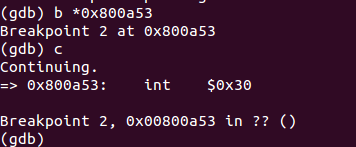 (gdb) b *0x800a53
Breakpoint 2 at 0x800a53
(gdb) c
Continuing.
=> 0x800a53:    int    $0x30
Breakpoint 2, 0x00800a53 in ?? ()
(gdb)